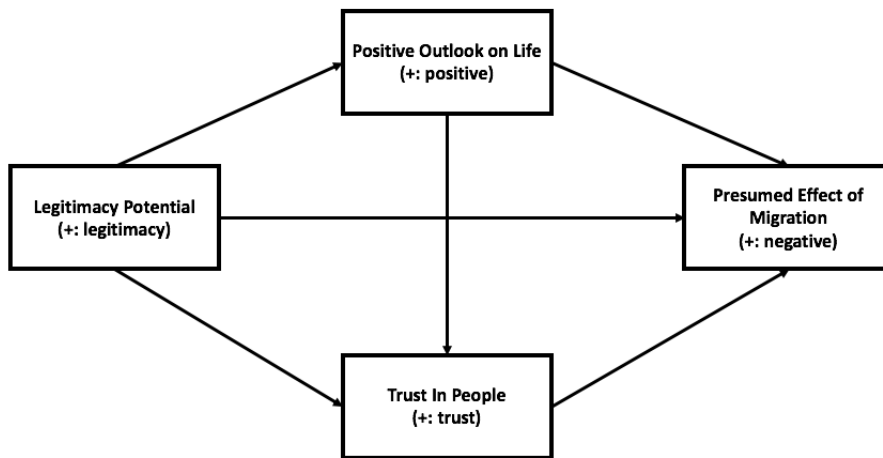 Positive Outlook on Life
(+: positive)
Legitimacy Potential
(+: legitimacy)
Presumed Effect of
Migration
(+: negative)
Trust In People
(+: trust)